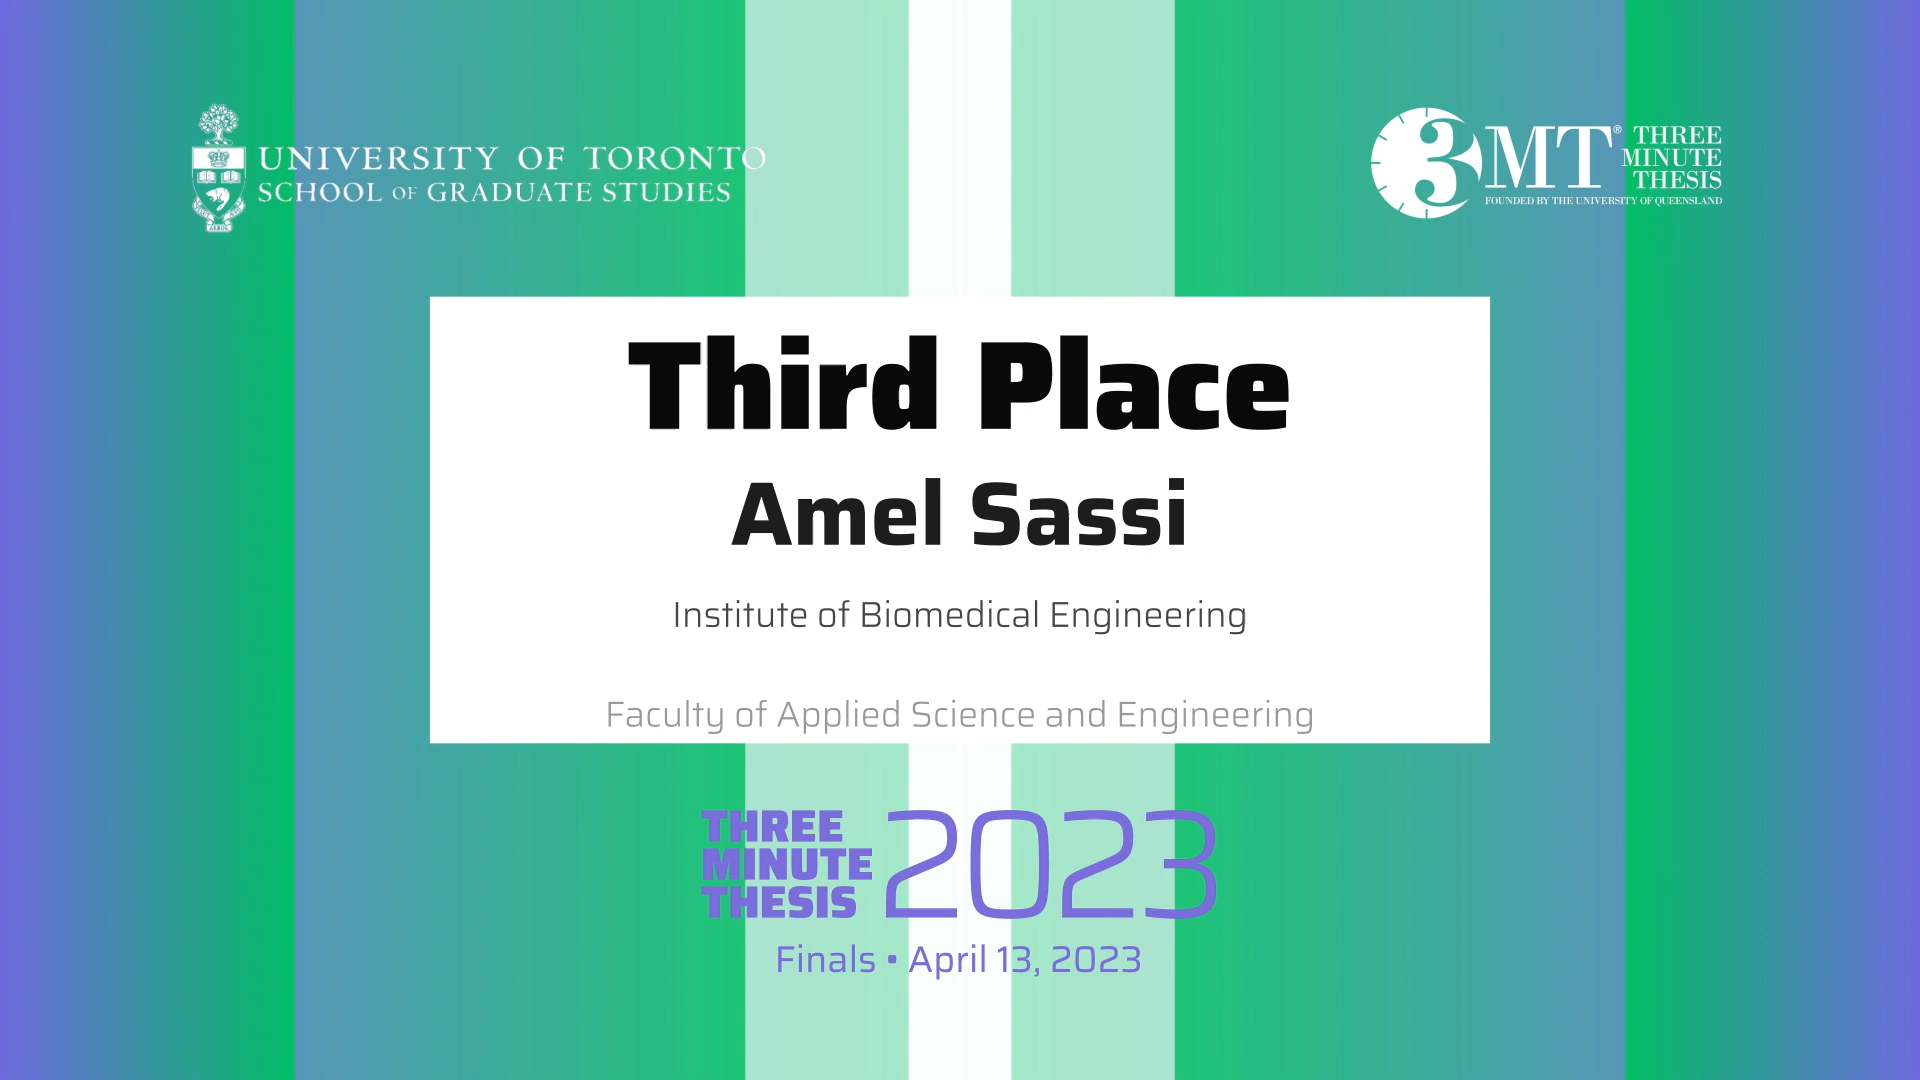 UNIVERSITY OF TORONTO
SCHOOL OF GRADUATE STUDIES
3MT® THREE
MINUTE
THESIS
FOUNDED BY THE UNIVERSITY OF QUEENSLAND
Third Place
Amel Sassi
Institute of Biomedical Engineering
Faculty of Applied Science and Engineering
THREE
MINUTE
THESIS
2023
Finals • April 13, 2023